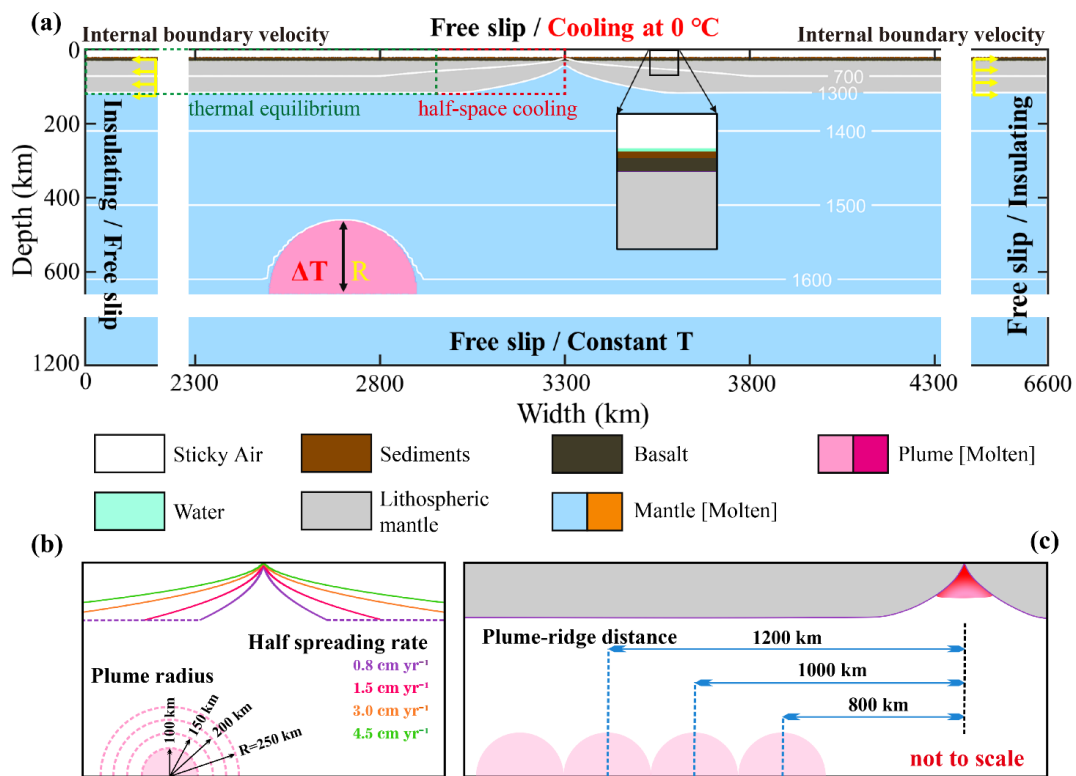 (a)
Free slip / Cooling at 0 °C
Internal boundary velocity
Internal boundary velocity
0
200
400
600
1200
Depth (km)
Insulating / Free slip
Free slip / Insulating
thermal equilibrium
half-space cooling
700
1300
1400
1500
1600
ΔT
R
Free slip / Constant T
0
2300
2800
3300
3800
4300
6600
Width (km)
Sticky Air
Sediments
Basalt
Plume [Molten]
Water
Lithospheric
mantle
Mantle [Molten]
(b)
Half spreading rate
0.8 cm yr⁻¹
1.5 cm yr⁻¹
3.0 cm yr⁻¹
4.5 cm yr⁻¹
Plume radius
100 km
150 km
200 km
R=250 km
(c)
Plume-ridge distance
1200 km
1000 km
800 km
not to scale